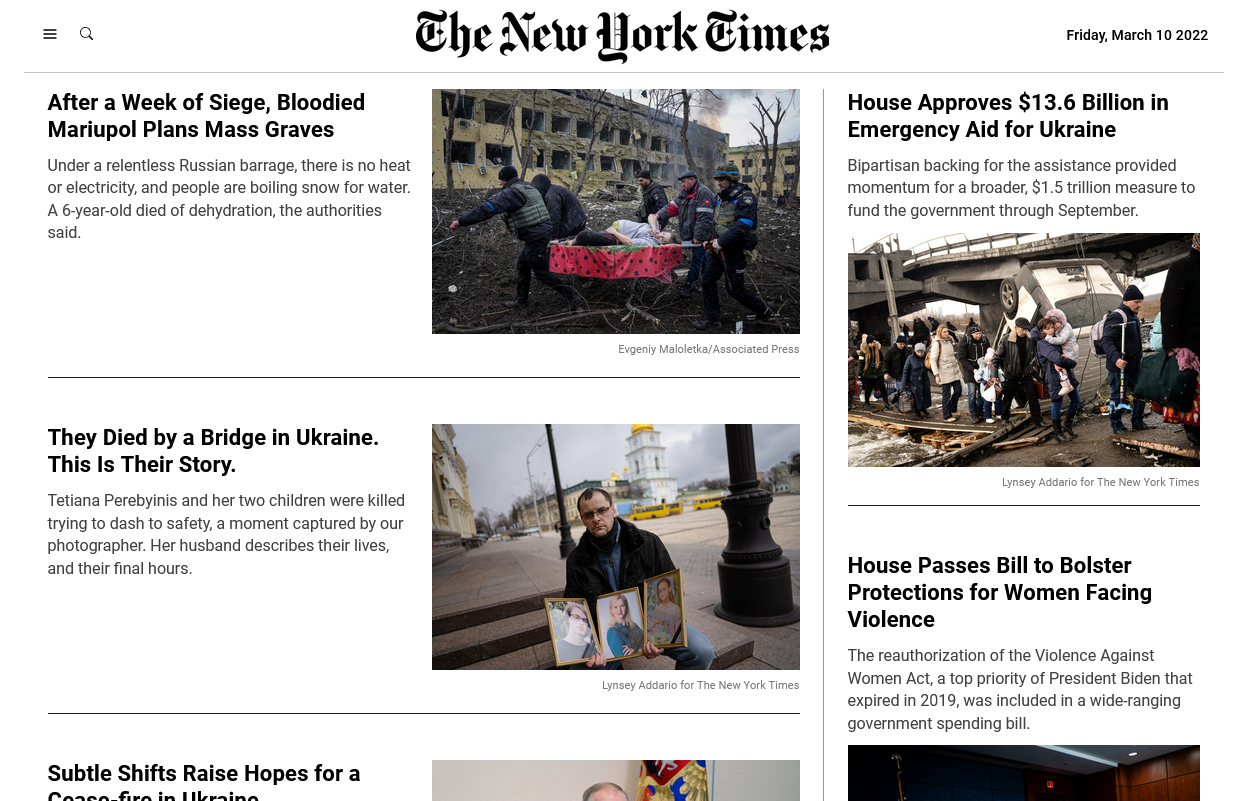 The New York Times
Friday, March 10 2022
After a Week of Siege, Bloodied
Mariupol Plans Mass Graves
Under a relentless Russian barrage, there is no heat
or electricity, and people are boiling snow for water.
A 6-year-old died of dehydration, the authorities
said.
Evgeniy Maloletka/Associated Press
They Died by a Bridge in Ukraine.
This Is Their Story.
Tetiana Perebyinis and her two children were killed
trying to dash to safety, a moment captured by our
photographer. Her husband describes their lives,
and their final hours.
Lynsey Addario for The New York Times
Subtle Shifts Raise Hopes for a
Cease-fire in Ukraine
House Approves $13.6 Billion in
Emergency Aid for Ukraine
Bipartisan backing for the assistance provided
momentum for a broader, $1.5 trillion measure to
fund the government through September.
Lynsey Addario for The New York Times
House Passes Bill to Bolster
Protections for Women Facing
Violence
The reauthorization of the Violence Against
Women Act, a top priority of President Biden that
expired in 2019, was included in a wide-ranging
government spending bill.